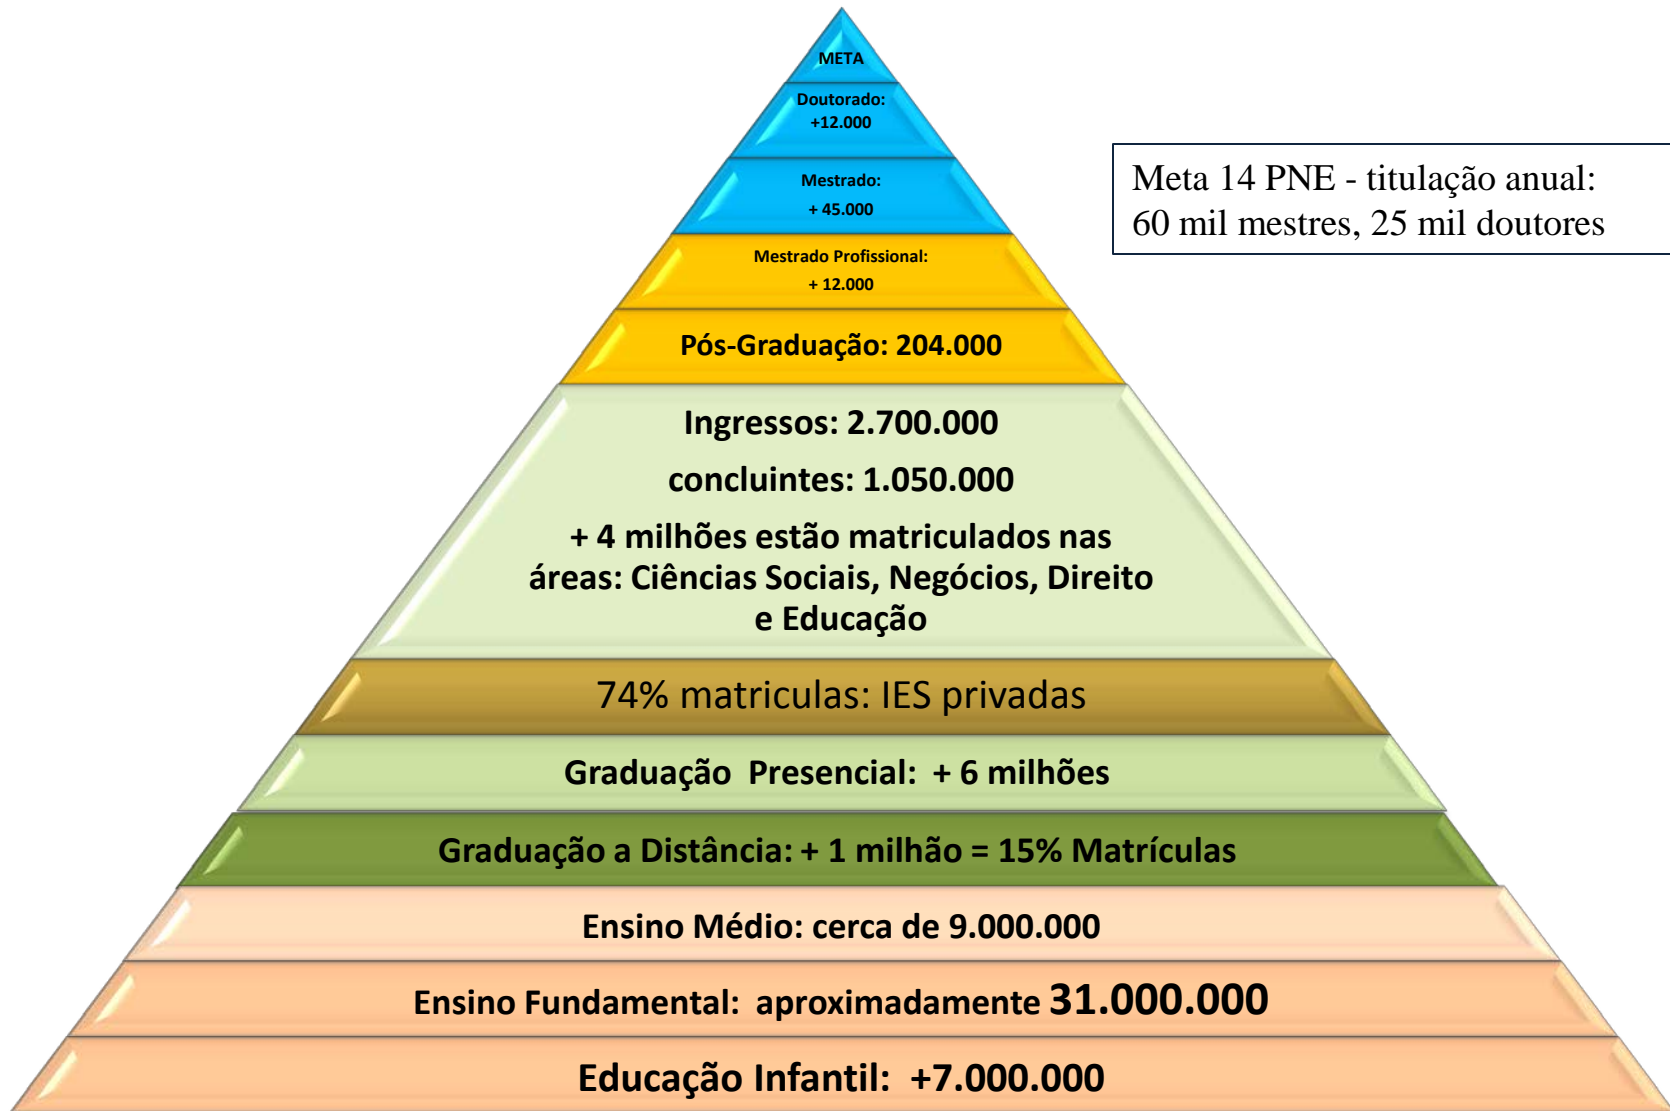 META
Doutorado:
+12.000
Mestrado:
+ 45.000
Meta 14 PNE - titulação anual:
60 mil mestres, 25 mil doutores
Mestrado Profissional:
+ 12.000
Pós-Graduação: 204.000
Ingressos: 2.700.000
concluintes: 1.050.000
+ 4 milhões estão matriculados nas
áreas: Ciências Sociais, Negócios, Direito
e Educação
74% matriculas: IES privadas
Graduação Presencial: + 6 milhões
Graduação a Distância: + 1 milhão = 15% Matrículas
Ensino Médio: cerca de 9.000.000
Ensino Fundamental: aproximadamente 31.000.000
Educação Infantil: +7.000.000